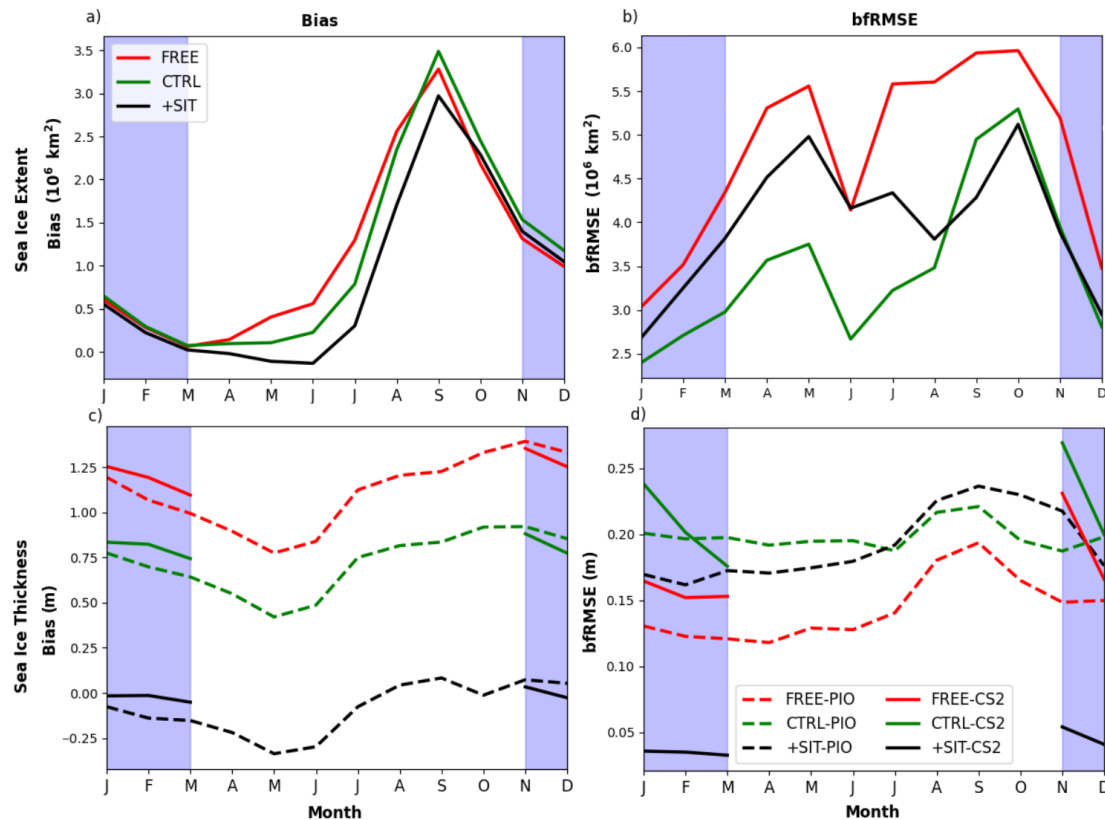 a)
Bias
b)
bfRMSE
FREE
CTRL
+SIT
3.5
3.0
2.5
2.0
1.5
1.0
0.5
0.0
Sea Ice Extent
Bias (10⁶ km²)
J F M A M J J A S O N D
6.0
5.5
5.0
4.5
4.0
3.5
3.0
2.5
bfRMSE (10⁶ km²)
J F M A M J J A S O N D
c)
1.25
1.00
0.75
0.50
0.25
0.00
−0.25
Sea Ice Thickness
Bias (m)
J F M A M J J A S O N D
Month
d)
0.25
0.20
0.15
0.10
0.05
bfRMSE (m)
FREE-PIO FREE-CS2
CTRL-PIO CTRL-CS2
+SIT-PIO +SIT-CS2
J F M A M J J A S O N D
Month